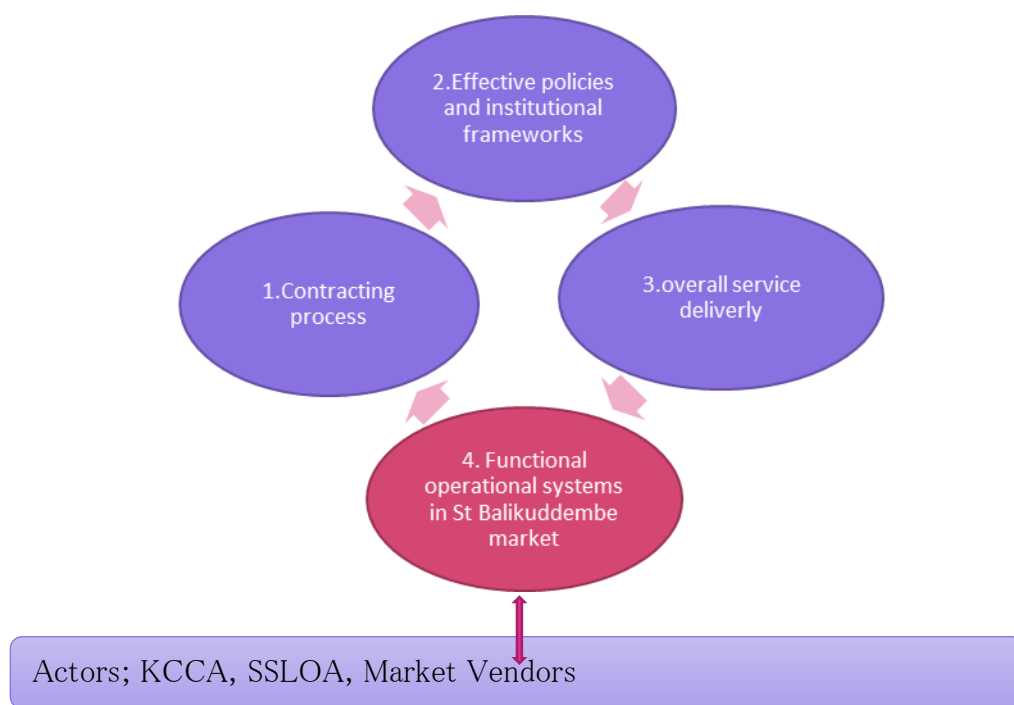 2.Effective policies
and institutional
frameworks
1.Contracting
process
3.overall service
deliverly
4. Functional
operational systems
in St Balikuddembe
market
Actors; KCCA, SSLOA, Market Vendors